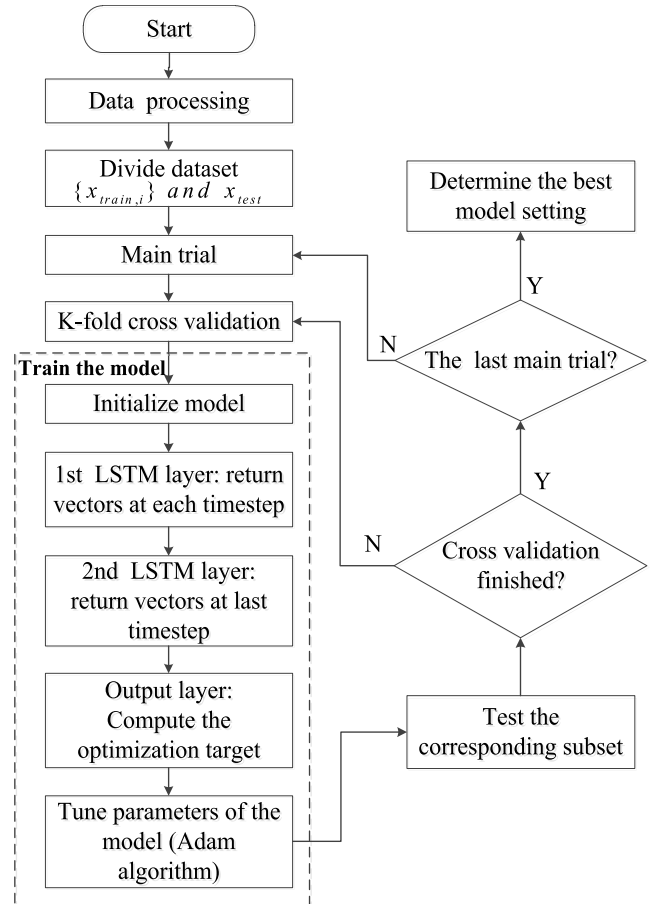 Start
Data processing
Divide dataset
{x_train,i} and x_test
Main trial
K-fold cross validation
Train the model
Initialize model
1st LSTM layer: return
vectors at each timestep
2nd LSTM layer:
return vectors at last
timestep
Output layer:
Compute the
optimization target
Tune parameters of the
model (Adam
algorithm)
Test the
corresponding subset
Cross validation
finished?
N
Y
The last main trial?
N
Y
Determine the best
model setting